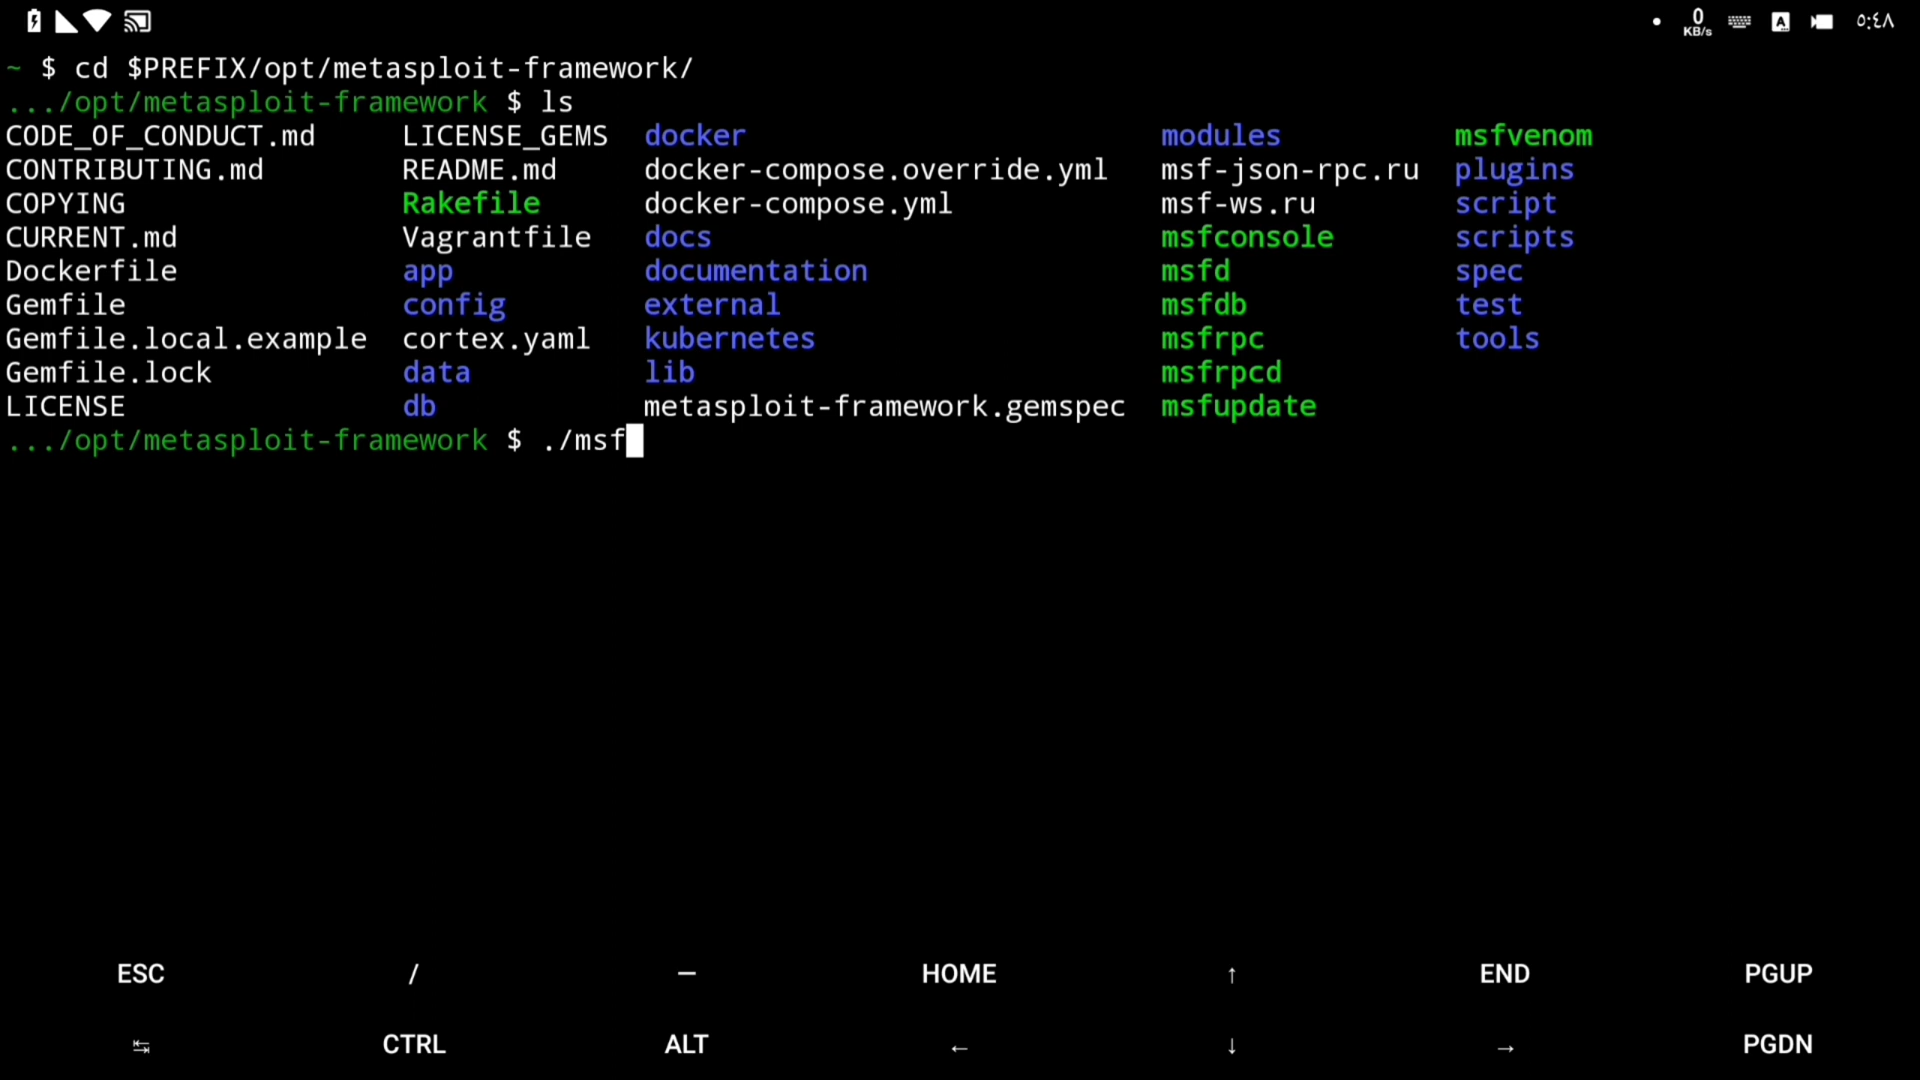 0 KB/s A ٥:٤٨
~ $ cd $PREFIX/opt/metasploit-framework/
.../opt/metasploit-framework $ ls
CODE_OF_CONDUCT.md LICENSE_GEMS docker modules msfvenom
CONTRIBUTING.md README.md docker-compose.override.yml msf-json-rpc.ru plugins
COPYING Rakefile docker-compose.yml msf-ws.ru script
CURRENT.md Vagrantfile docs msfconsole scripts
Dockerfile app documentation msfd spec
Gemfile config external msfdb test
Gemfile.local.example cortex.yaml kubernetes msfrpc tools
Gemfile.lock data lib msfrpcd
LICENSE db metasploit-framework.gemspec msfupdate
.../opt/metasploit-framework $ ./msf
ESC / — HOME ↑ END PGUP
↹ CTRL ALT ← ↓ → PGDN